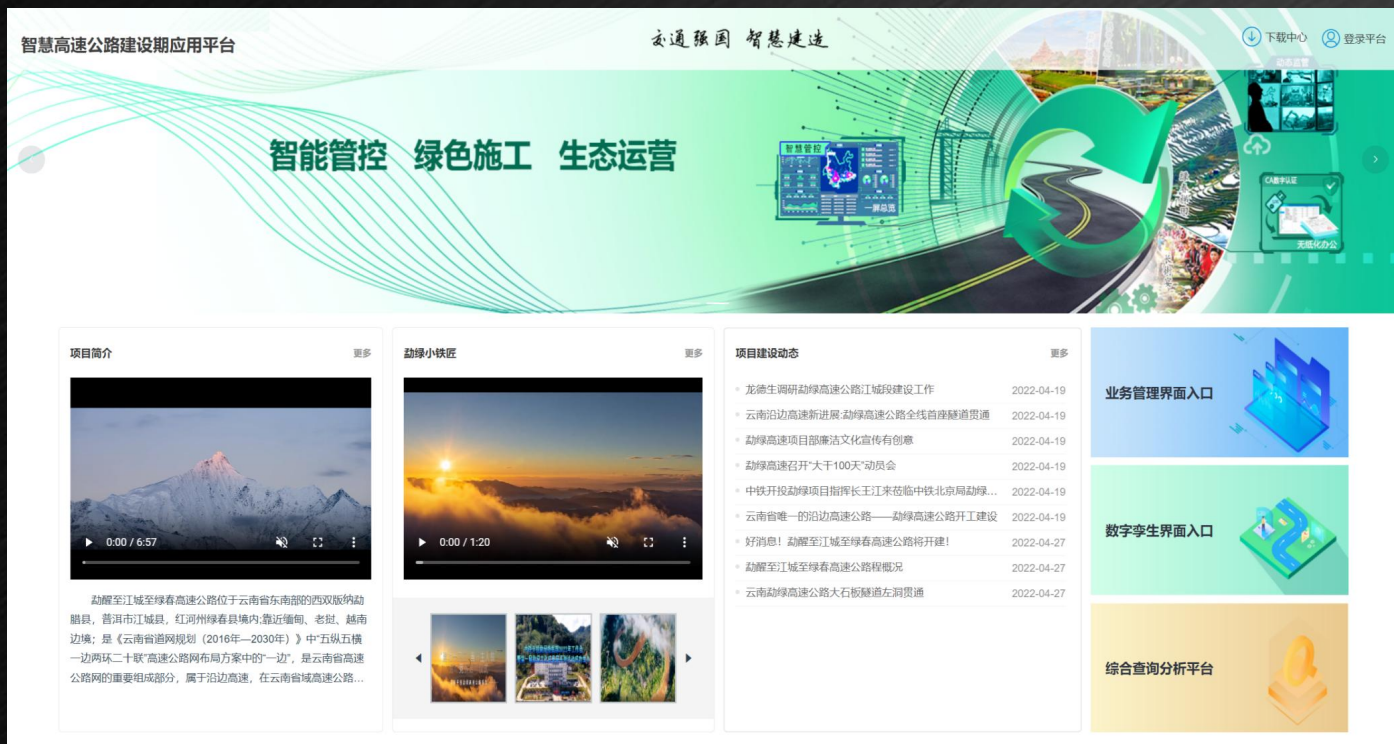 智慧高速公路建设期应用平台
交通强国 智慧建造
下载中心
登录平台
智能管控 绿色施工 生态运营
智慧管控
一屏总览
动态监管
CA数字认证
无纸化办公
项目简介
更多
0:00 / 6:57
勐醒至江城至绿春高速公路位于云南省东南部的西双版纳勐
腊县，普洱市江城县，红河州绿春县境内;靠近缅甸、老挝、越南
边境；是《云南省道网规划（2016年—2030年）》中“五纵五横
一边两环二十联”高速公路网布局方案中的“一边”，是云南省高速
公路网的重要组成部分，属于沿边高速，在云南省域高速公路...
勐绿小铁匠
更多
0:00 / 1:20
项目建设动态
更多
龙德生调研勐绿高速公路江城段建设工作 2022-04-19
云南沿边高速新进展:勐绿高速公路全线首座隧道贯通 2022-04-19
勐绿高速项目部廉洁文化宣传有创意 2022-04-19
勐绿高速召开“大干100天”动员会 2022-04-19
中铁开投勐绿项目指挥长王江来莅临中铁北京局勐绿... 2022-04-19
云南省唯一的沿边高速公路——勐绿高速公路开工建设 2022-04-19
好消息！勐醒至江城至绿春高速公路将开建！ 2022-04-27
勐醒至江城至绿春高速公路程概况 2022-04-27
云南勐绿高速公路大石板隧道左洞贯通 2022-04-27
业务管理界面入口
数字孪生界面入口
综合查询分析平台